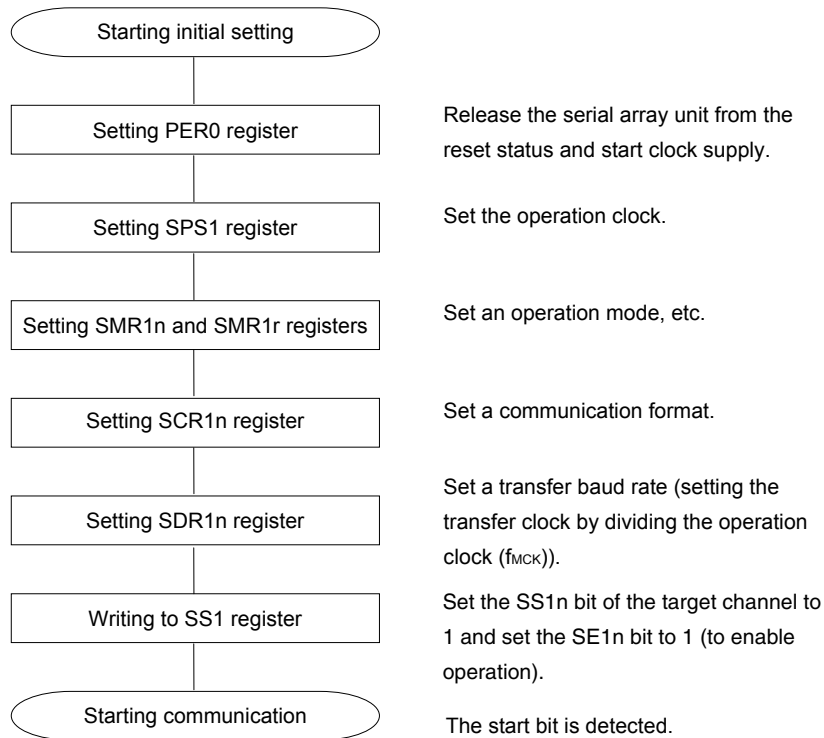 Starting initial setting
Setting PER0 register
Release the serial array unit from the
reset status and start clock supply.
Setting SPS1 register
Set the operation clock.
Setting SMR1n and SMR1r registers
Set an operation mode, etc.
Setting SCR1n register
Set a communication format.
Setting SDR1n register
Set a transfer baud rate (setting the
transfer clock by dividing the operation
clock (fMCK)).
Writing to SS1 register
Set the SS1n bit of the target channel to
1 and set the SE1n bit to 1 (to enable
operation).
Starting communication
The start bit is detected.